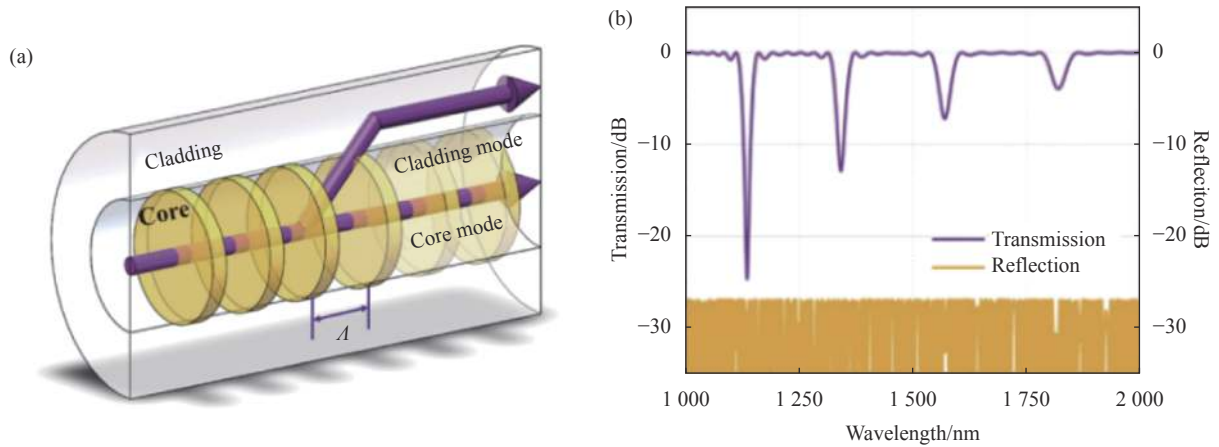 (a)
Cladding
Core
Cladding mode
Core mode
Λ
(b)
0
−10
−20
−30
Transmission/dB
0
−10
−20
−30
Refleciton/dB
Transmission
Reflection
1 000
1 250
1 500
1 750
2 000
Wavelength/nm